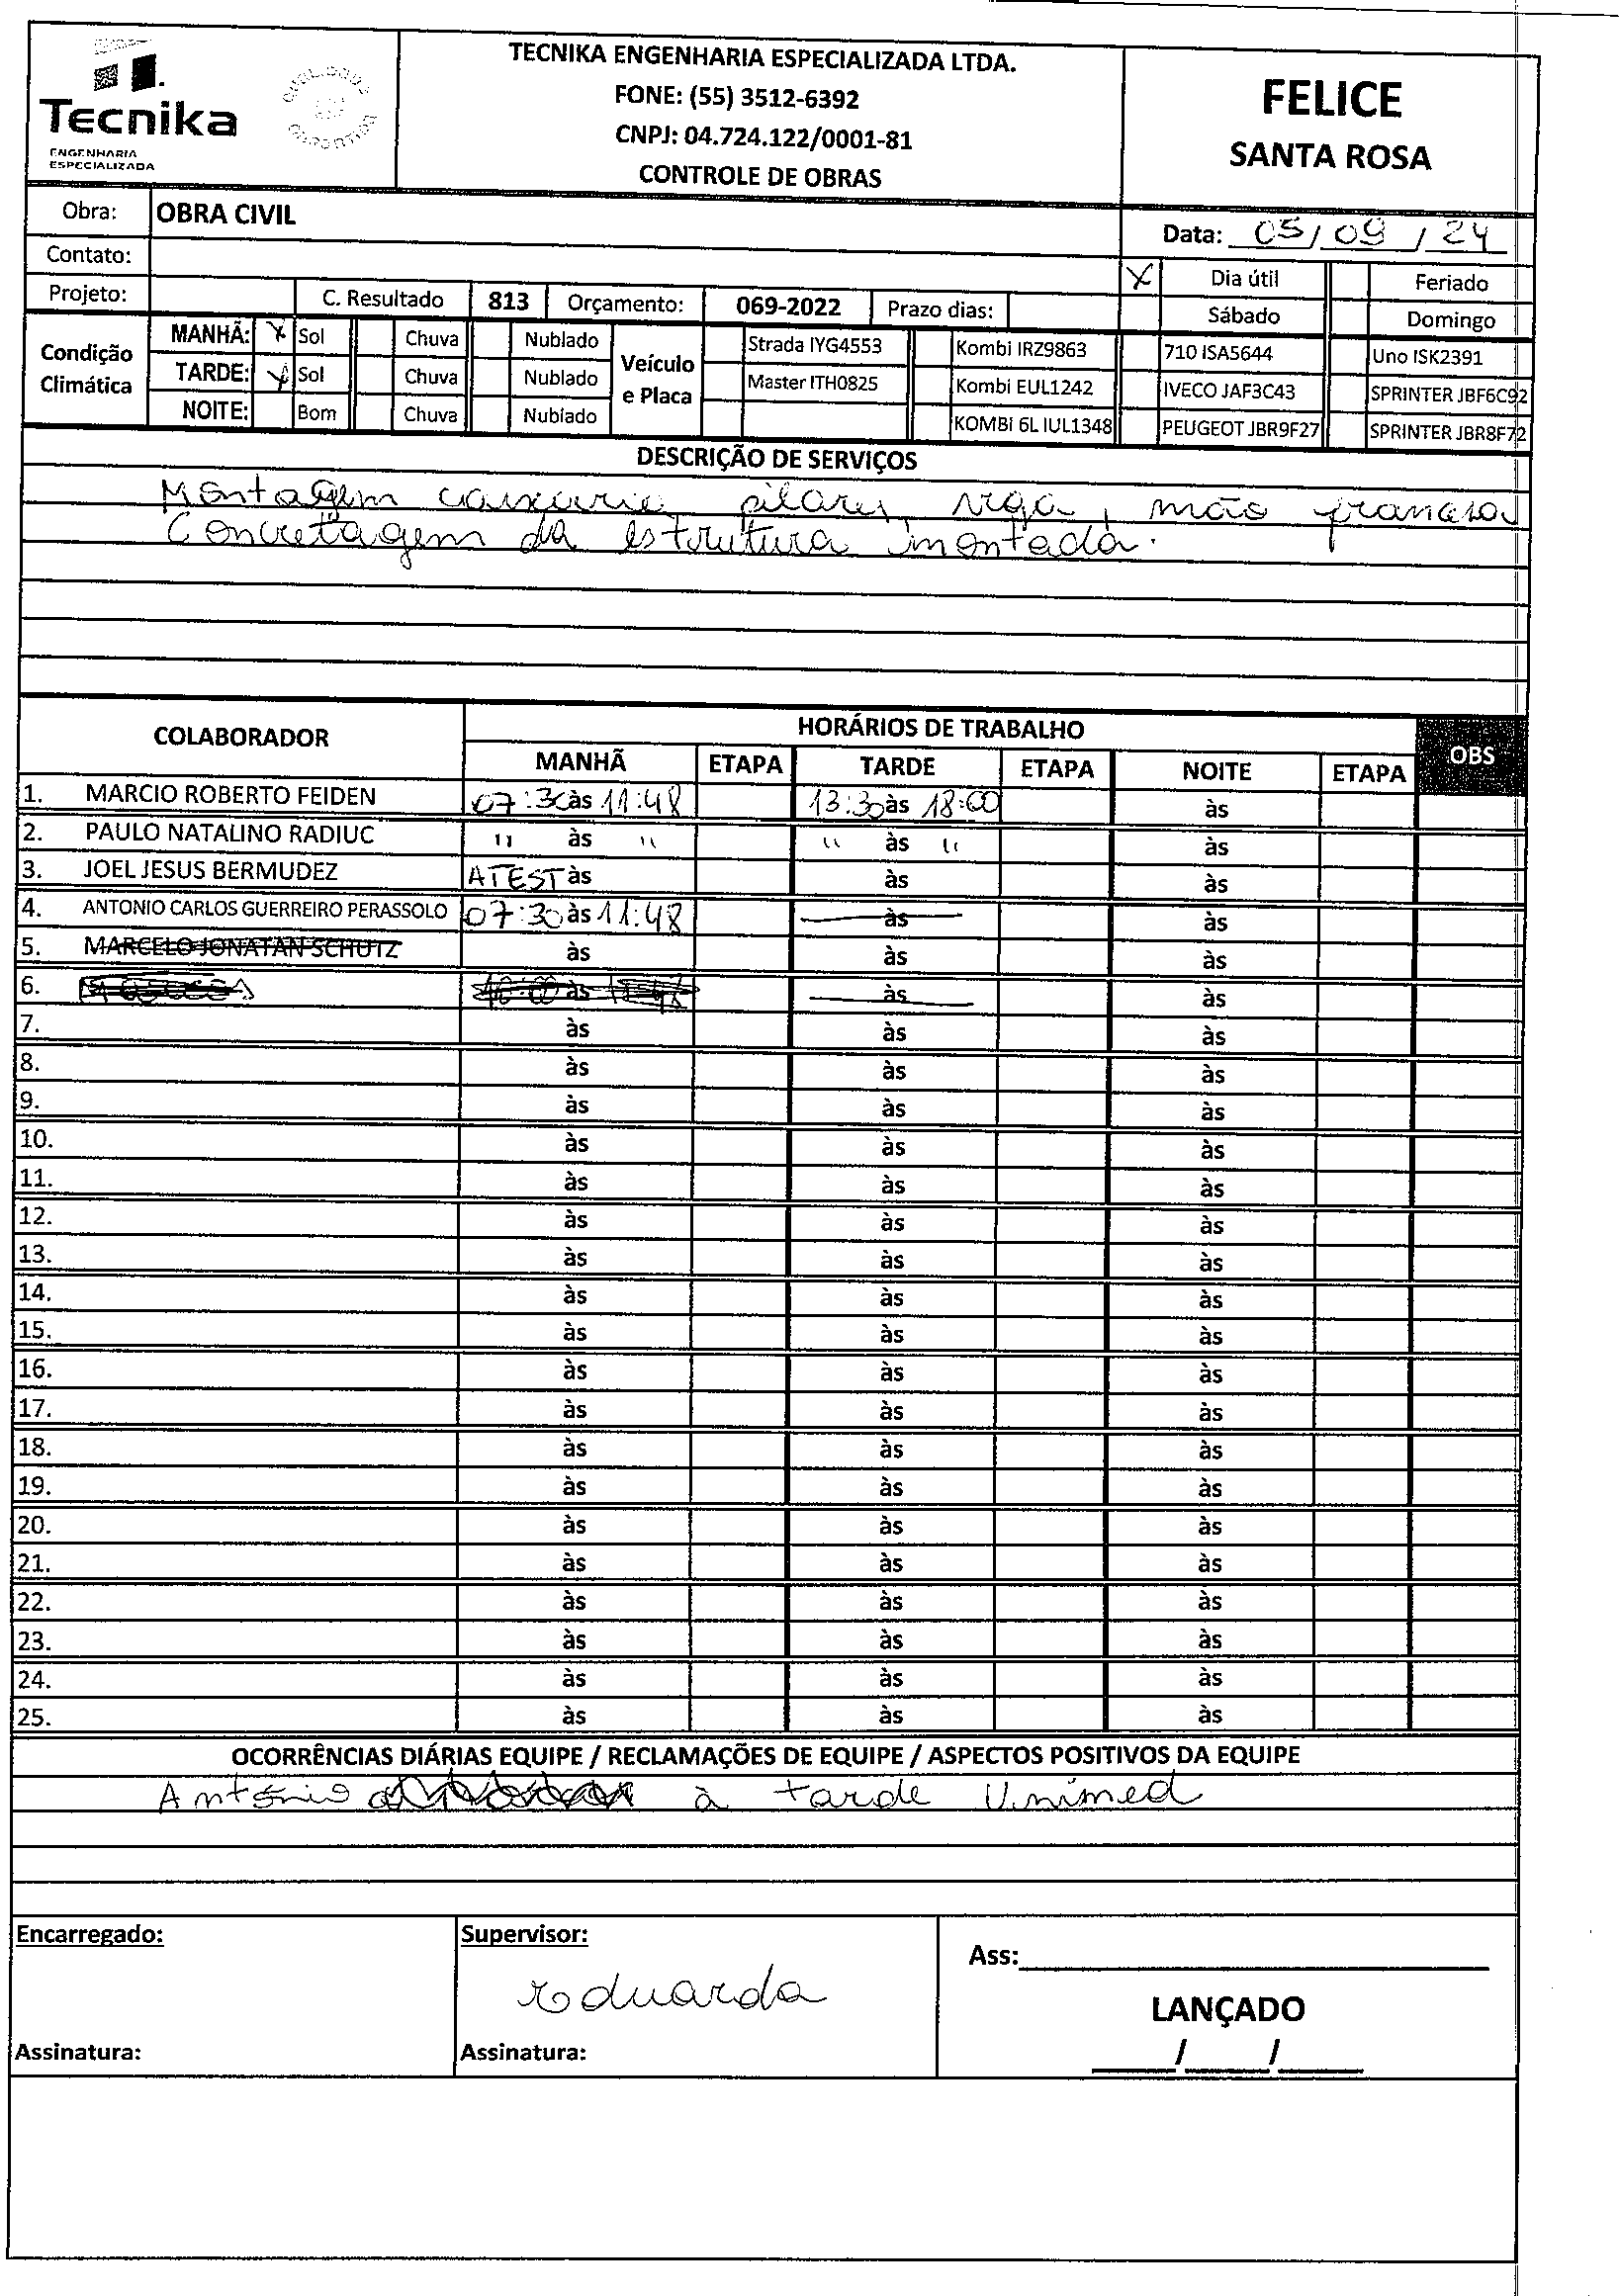 Tecnika
ENGENHARIA
ESPECIALIZADA
TECNIKA ENGENHARIA ESPECIALIZADA LTDA.
FONE: (55) 3512-6392
CNPJ: 04.724.122/0001-81
CONTROLE DE OBRAS
FELICE
SANTA ROSA
Obra: OBRA CIVIL
Data: 05/09/24
Contato:
X Dia útil Feriado
Projeto: C. Resultado 813 Orçamento: 069-2022 Prazo dias:
Sábado Domingo
Condição Climática
MANHÃ: X Sol Chuva Nublado
TARDE: X Sol Chuva Nublado
NOITE: Bom Chuva Nublado
Veículo e Placa
Strada IYG4553 Kombi IRZ9863 710 ISA5644 Uno ISK2391
Master ITH0825 Kombi EUL1242 IVECO JAF3C43 SPRINTER JBF6C92
KOMBI 6L IUL1348 PEUGEOT JBR9F27 SPRINTER JBR8F72
DESCRIÇÃO DE SERVIÇOS
Montagem caixaria pilares, viga, mão francesa
Concretagem da estrutura montada.
COLABORADOR HORÁRIOS DE TRABALHO OBS
MANHÃ ETAPA TARDE ETAPA NOITE ETAPA
1. MARCIO ROBERTO FEIDEN 07:30 às 11:48 13:30 às 18:00 às
2. PAULO NATALINO RADIUC " às " " às " às
3. JOEL JESUS BERMUDEZ ATEST às às às
4. ANTONIO CARLOS GUERREIRO PERASSOLO 07:30 às 11:48 às às
5. MARCELO JONATAN SCHUTZ às às às
6. às às às
7. às às às
8. às às às
9. às às às
10. às às às
11. às às às
12. às às às
13. às às às
14. às às às
15. às às às
16. às às às
17. às às às
18. às às às
19. às às às
20. às às às
21. às às às
22. às às às
23. às às às
24. às às às
25. às às às
OCORRÊNCIAS DIÁRIAS EQUIPE / RECLAMAÇÕES DE EQUIPE / ASPECTOS POSITIVOS DA EQUIPE
Antônio à tarde Unimed
Encarregado: Supervisor:
Eduarda
Ass:
LANÇADO
Assinatura: Assinatura: / /